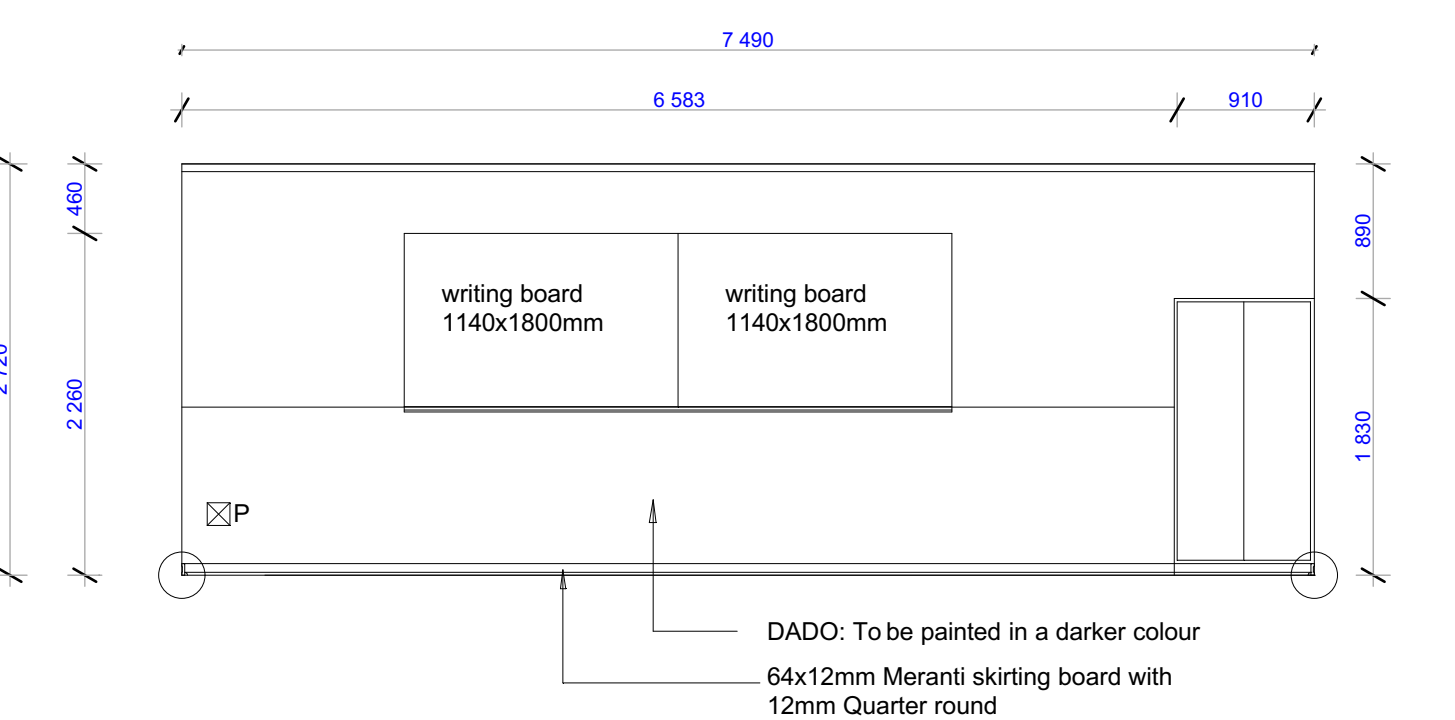 7 490
6 583
910
460
890
writing board
1140x1800mm
writing board
1140x1800mm
2 260
1 830
P
DADO: To be painted in a darker colour
64x12mm Meranti skirting board with
12mm Quarter round